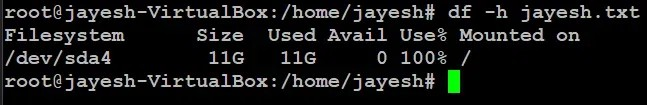 root@jayesh-VirtualBox:/home/jayesh# df -h jayesh.txt
Filesystem      Size  Used Avail Use% Mounted on
/dev/sda4        11G   11G     0 100% /
root@jayesh-VirtualBox:/home/jayesh#